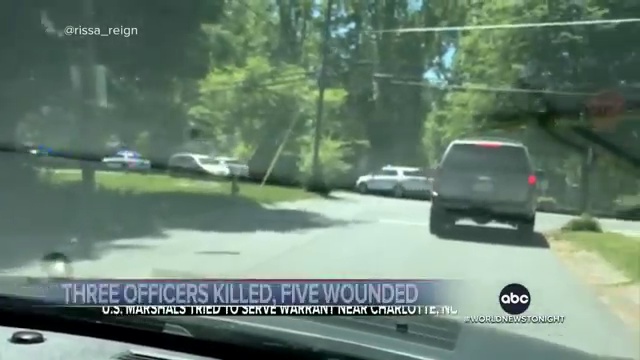 @rissa_reign
THREE OFFICERS KILLED, FIVE WOUNDED
U.S. MARSHALS TRIED TO SERVE WARRANT NEAR CHARLOTTE, NC
abc
#WORLDNEWSTONIGHT